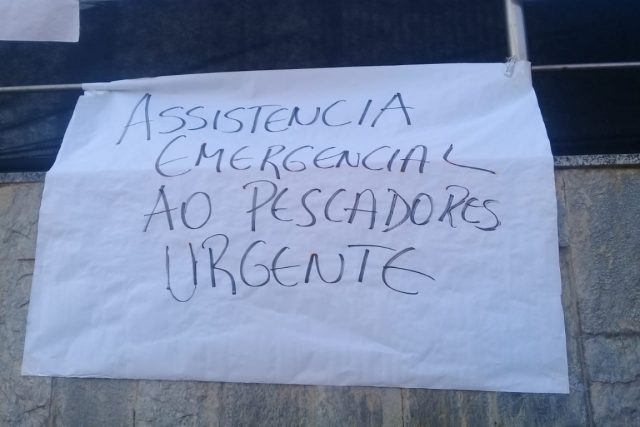 ASSISTENCIA
EMERGENCIAL
AO PESCADORES
URGENTE